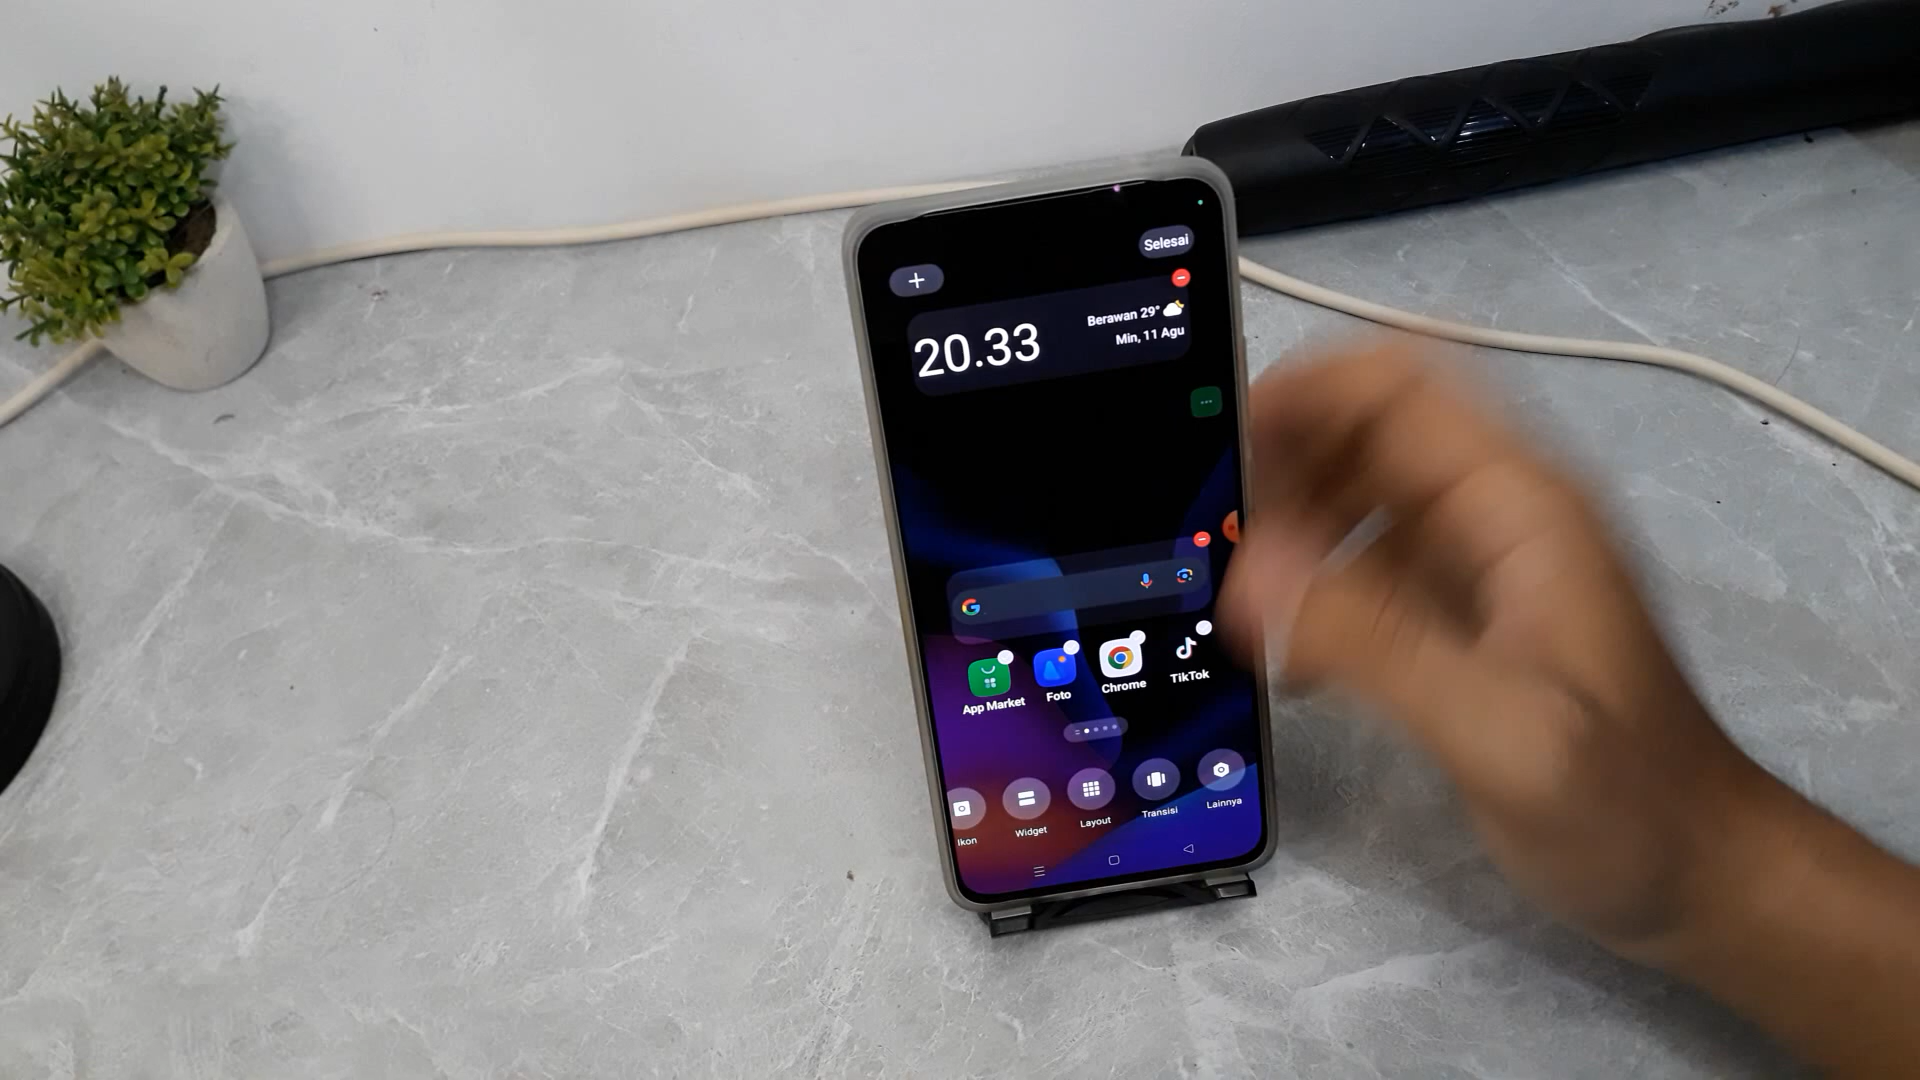 Selesai
+
20.33
Berawan 29°
Min, 11 Agu
G
App Market
Foto
Chrome
TikTok
Ikon
Widget
Layout
Transisi
Lainnya